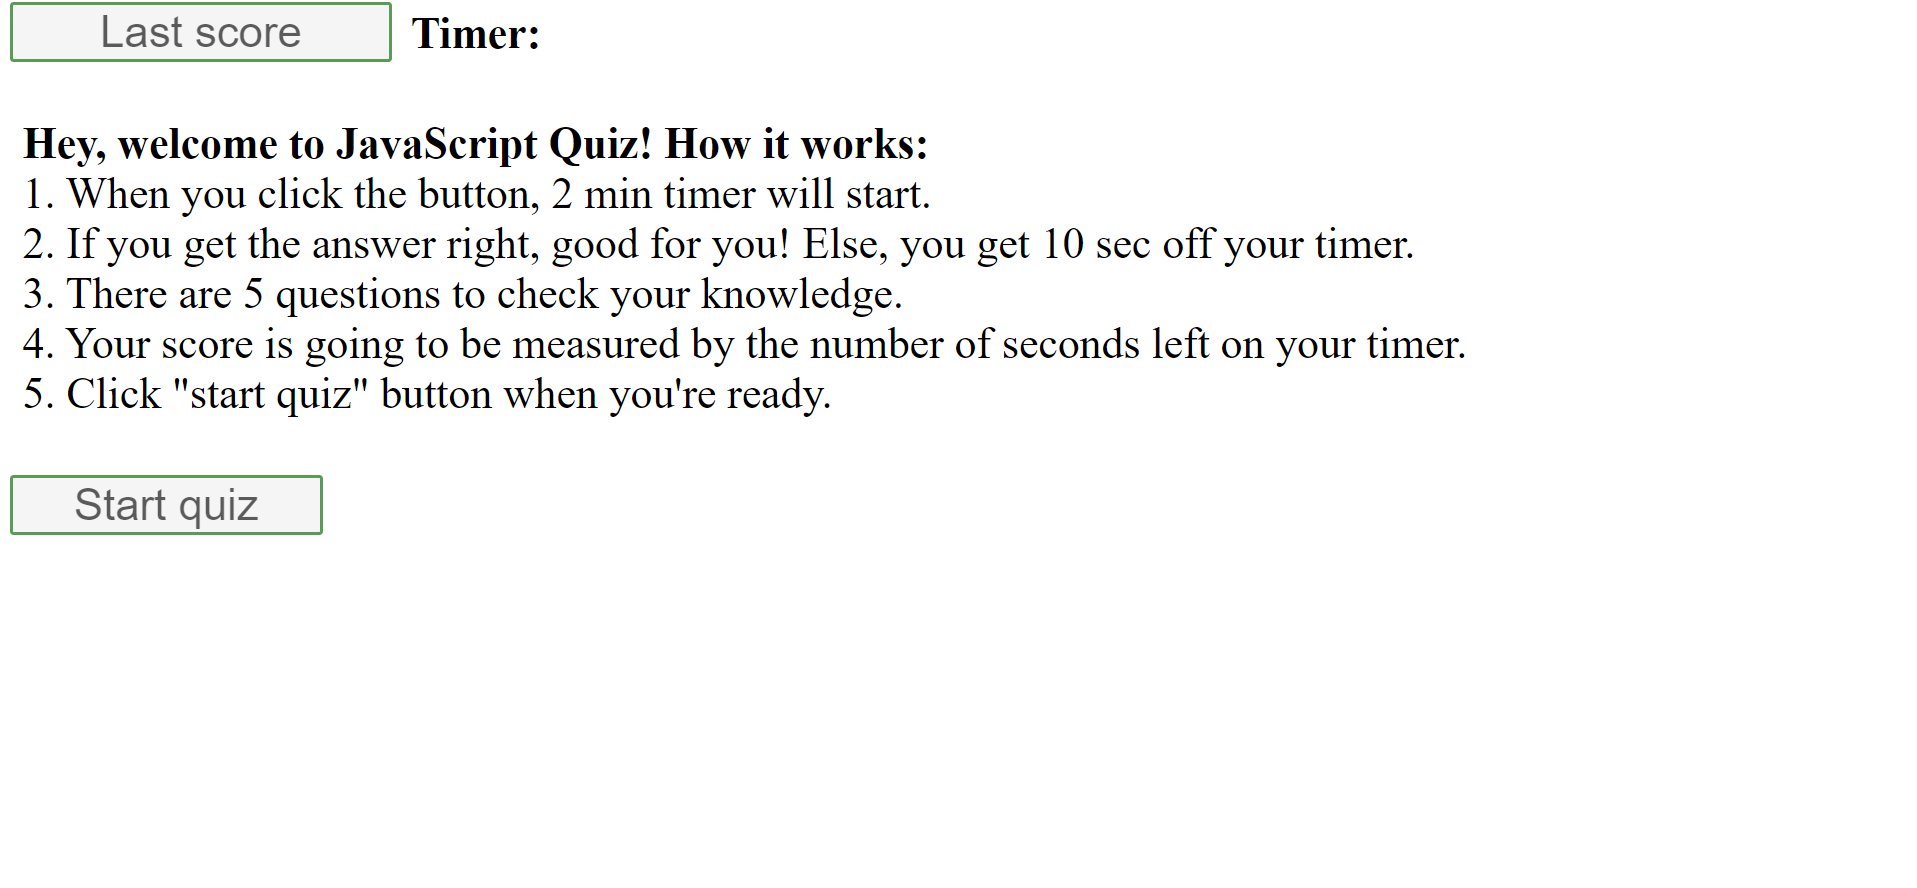 Last score Timer:
Hey, welcome to JavaScript Quiz! How it works:
1. When you click the button, 2 min timer will start.
2. If you get the answer right, good for you! Else, you get 10 sec off your timer.
3. There are 5 questions to check your knowledge.
4. Your score is going to be measured by the number of seconds left on your timer.
5. Click "start quiz" button when you're ready.
Start quiz